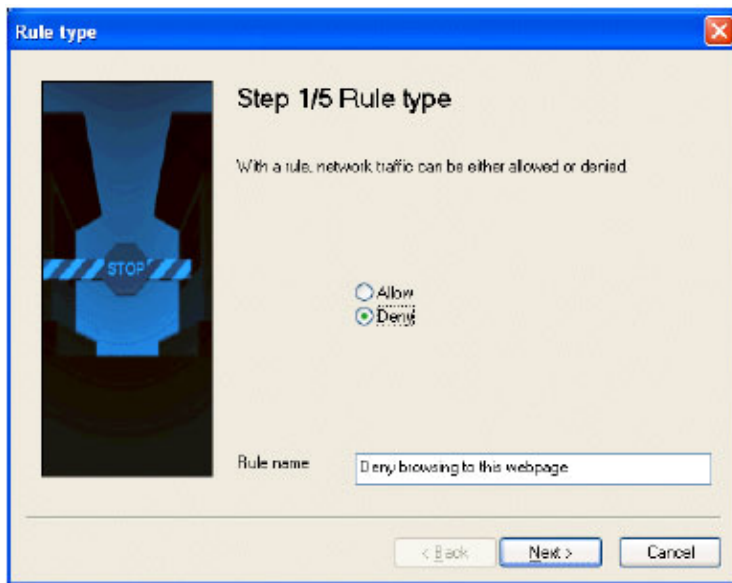 Rule type
Step 1/5 Rule type
With a rule, network traffic can be either allowed or denied.
STOP
Allow
Deny
Rule name
Deny browsing to this webpage
< Back
Next >
Cancel